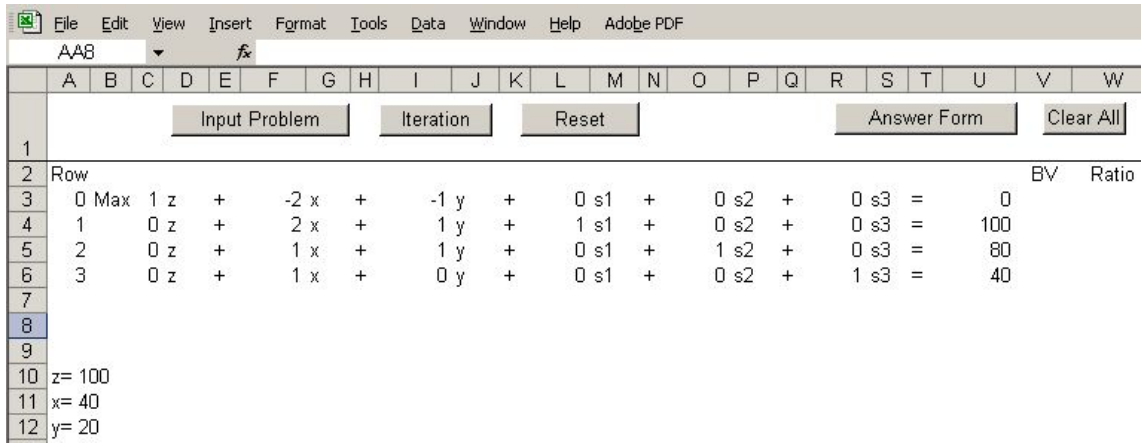 File Edit View Insert Format Tools Data Window Help Adobe PDF
AA8 fx
A B C D E F G H I J K L M N O P Q R S T U V W
Input Problem Iteration Reset Answer Form Clear All
1
2 Row BV Ratio
3 0 Max 1 z + -2 x + -1 y + 0 s1 + 0 s2 + 0 s3 = 0
4 1 0 z + 2 x + 1 y + 1 s1 + 0 s2 + 0 s3 = 100
5 2 0 z + 1 x + 1 y + 0 s1 + 1 s2 + 0 s3 = 80
6 3 0 z + 1 x + 0 y + 0 s1 + 0 s2 + 1 s3 = 40
7
8
9
10 z= 100
11 x= 40
12 y= 20